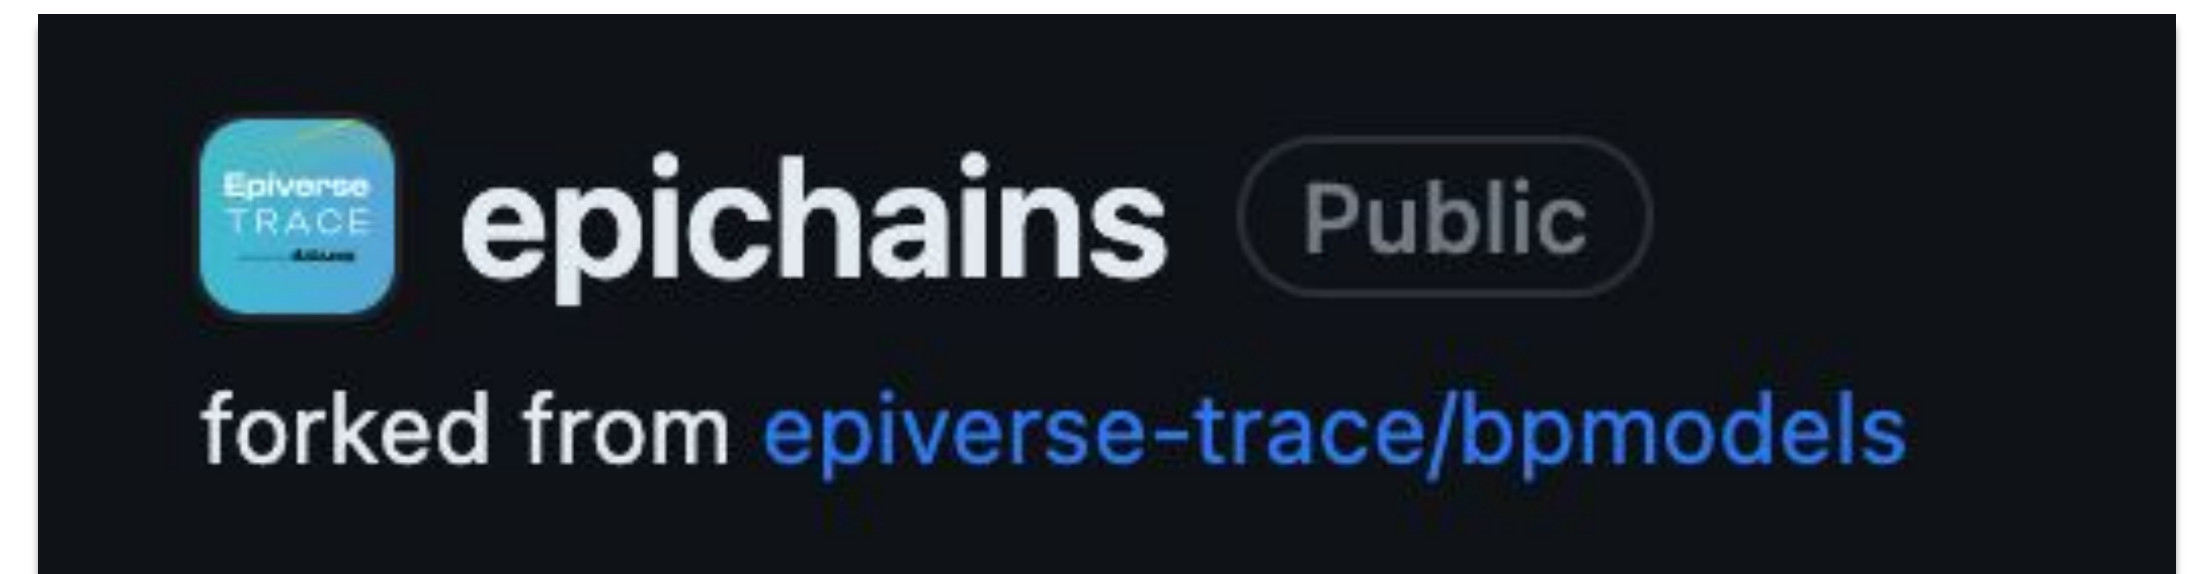 Epiverse
TRACE
epichains
Public
forked from epiverse-trace/bpmodels